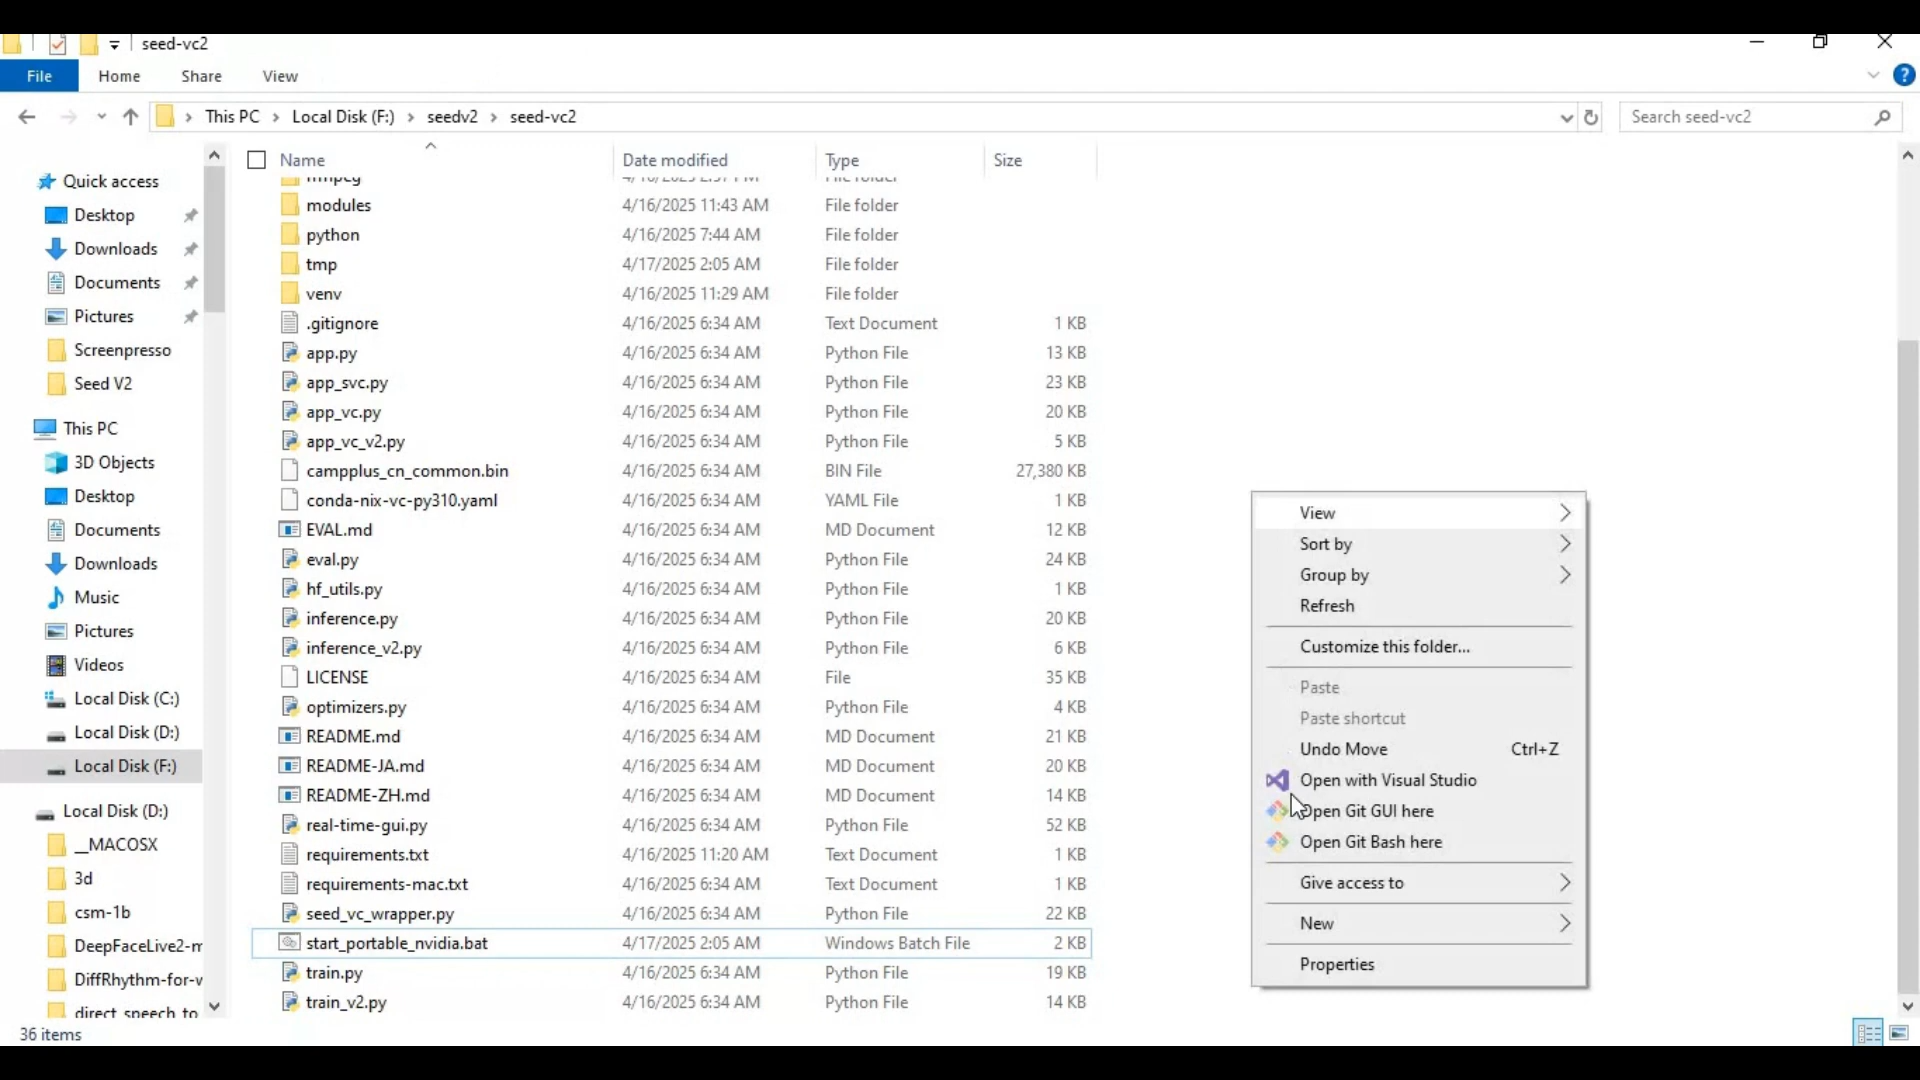 seed-vc2
File Home Share View
This PC Local Disk (F:) seedv2 seed-vc2 Search seed-vc2
Name Date modified Type Size
Quick access
Desktop
Downloads
Documents
Pictures
Screenpresso
Seed V2
This PC
3D Objects
Desktop
Documents
Downloads
Music
Pictures
Videos
Local Disk (C:)
Local Disk (D:)
Local Disk (F:)
Local Disk (D:)
__MACOSX
3d
csm-1b
DeepFaceLive2-m
DiffRhythm-for-v
direct speech to
modules 4/16/2025 11:43 AM File folder
python 4/16/2025 7:44 AM File folder
tmp 4/17/2025 2:05 AM File folder
venv 4/16/2025 11:29 AM File folder
.gitignore 4/16/2025 6:34 AM Text Document 1 KB
app.py 4/16/2025 6:34 AM Python File 13 KB
app_svc.py 4/16/2025 6:34 AM Python File 23 KB
app_vc.py 4/16/2025 6:34 AM Python File 20 KB
app_vc_v2.py 4/16/2025 6:34 AM Python File 5 KB
campplus_cn_common.bin 4/16/2025 6:34 AM BIN File 27,380 KB
conda-nix-vc-py310.yaml 4/16/2025 6:34 AM YAML File 1 KB
EVAL.md 4/16/2025 6:34 AM MD Document 12 KB
eval.py 4/16/2025 6:34 AM Python File 24 KB
hf_utils.py 4/16/2025 6:34 AM Python File 1 KB
inference.py 4/16/2025 6:34 AM Python File 20 KB
inference_v2.py 4/16/2025 6:34 AM Python File 6 KB
LICENSE 4/16/2025 6:34 AM File 35 KB
optimizers.py 4/16/2025 6:34 AM Python File 4 KB
README.md 4/16/2025 6:34 AM MD Document 21 KB
README-JA.md 4/16/2025 6:34 AM MD Document 20 KB
README-ZH.md 4/16/2025 6:34 AM MD Document 14 KB
real-time-gui.py 4/16/2025 6:34 AM Python File 52 KB
requirements.txt 4/16/2025 11:20 AM Text Document 1 KB
requirements-mac.txt 4/16/2025 6:34 AM Text Document 1 KB
seed_vc_wrapper.py 4/16/2025 6:34 AM Python File 22 KB
start_portable_nvidia.bat 4/17/2025 2:05 AM Windows Batch File 2 KB
train.py 4/16/2025 6:34 AM Python File 19 KB
train_v2.py 4/16/2025 6:34 AM Python File 14 KB
View
Sort by
Group by
Refresh
Customize this folder...
Paste
Paste shortcut
Undo Move Ctrl+Z
Open with Visual Studio
Open Git GUI here
Open Git Bash here
Give access to
New
Properties
36 items